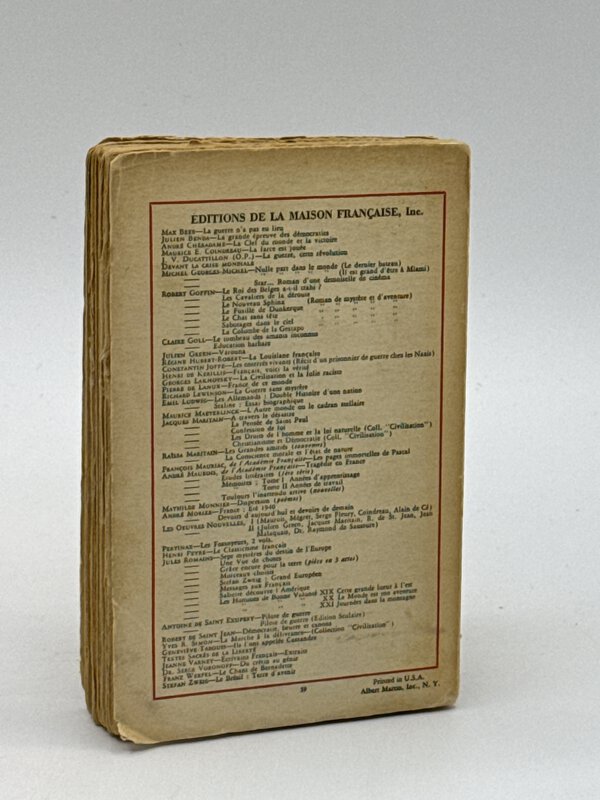 EDITIONS DE LA MAISON FRANÇAISE, Inc.
MAX BEER—La guerre n'a pas eu lieu
JULIEN BENDA—La grande épreuve des démocraties
ANDRÉ CHÉRADAME—La Clef du monde et la victoire
MAURICE E. COINDREAU—La farce est jouée
J. V. DUCATTILLON (O.P.)—La guerre, cette révolution
DEVANT LA CRISE MONDIALE
MICHEL GEORGES-MICHEL—Nulle part dans le monde (Le dernier bateau)
(Il est grand d'être à Miami)
Star... Roman d'une demoiselle de cinéma
ROBERT GOFFIN—Le Roi des Belges a-t-il trahi ?
Les Cavaliers de la déroute
Le Nouveau Sphinx (Roman de mystère et d'aventure)
Le Fusillé de Dunkerque " " " " "
Le Chat sans tête " " " " "
Sabotages dans le ciel " " " " "
La Colombe de la Gestapo
CLAIRE GOLL—Le tombeau des amants inconnus
Education barbare
JULIEN GREEN—Varouna
RÉGINE HUBERT-ROBERT—La Louisiane française
CONSTANTIN JOFFE—Les enterrés vivants (Récit d'un prisonnier de guerre chez les Nazis)
HENRI DE KERILLIS—Français, voici la vérité
GEORGES LAKHOVSKY—La Civilisation et la folie raciste
PIERRE DE LANUX—France de ce monde
RICHARD LEWINSOHN—La Guerre sans mystère
EMIL LUDWIG—Les Allemands : Double Histoire d'une nation
Staline : Essai biographique
MAURICE MAETERLINCK—L'Autre monde ou le cadran stellaire
JACQUES MARITAIN—A travers le désastre
La Pensée de Saint Paul
Confession de foi
Les Droits de l'homme et la loi naturelle (Coll. "Civilisation")
Christianisme et Démocratie (Coll. "Civilisation")
RAÏSSA MARITAIN—Les Grandes amitiés (souvenirs)
La Conscience morale et l'état de nature
FRANÇOIS MAURIAC, de l'Académie Française—Les pages immortelles de Pascal
ANDRÉ MAUROIS, de l'Académie Française—Tragédie en France
Etudes littéraires (1ère série)
Mémoires : Tome I Années d'apprentissage
Tome II Années de travail
Toujours l'inattendu arrive (nouvelles)
MATHILDE MONNIER—Dispersion (poèmes)
ANDRÉ MORIZE—France : Eté 1940
Devoirs d'aujourd'hui et devoirs de demain
LES OEUVRES NOUVELLES, I (Maurois, Mégret, Serge Fleury, Coindreau, Alain de Cé)
II (Julien Green, Jacques Maritain, R. de St. Jean, Jean
Malaquais, Dr. Raymond de Saussure)
PERTINAX—Les Fossoyeurs, 2 vols.
HENRI PEYRE—Le Classicisme français
JULES ROMAINS—Sept mystères du destin de l'Europe
Une Vue de choses
Grâce encore pour la terre (pièce en 3 actes)
Morceaux choisis
Stefan Zweig : Grand Européen
Messages aux Français
Salsette découvre l'Amérique
Les Hommes de Bonne Volonté XIX Cette grande lueur à l'est
" " " " XX Le Monde est ton aventure
" " " " XXI Journées dans la montagne
ANTOINE DE SAINT EXUPÉRY—Pilote de guerre
Pilote de guerre (Edition Scolaire)
ROBERT DE SAINT JEAN—Démocratie, beurre et canons
YVES R. SIMON—La Marche à la délivrance—(Collection "Civilisation")
GENEVIÈVE TABOUIS—Ils l'ont appelée Cassandre
TEXTES SACRÉS DE LA LIBERTÉ
JEANNE VARNEY—Ecrivains Français—Extraits
DR. SERGE VORONOFF—Du crétin au génie
FRANZ WERFEL—Le Chant de Bernadette
STEFAN ZWEIG—Le Brésil : Terre d'avenir
39
Printed in U.S.A.
Albert Martin, Inc., N. Y.